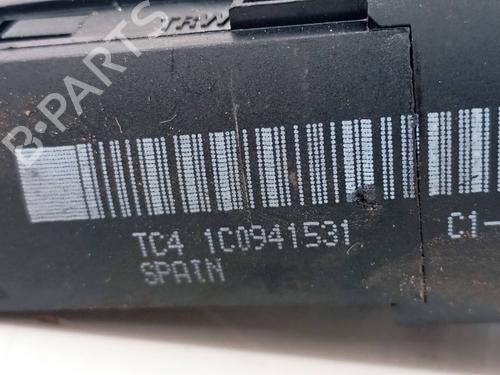 TRW
B-PARTS
TC4 1C0941531
C1-
SPAIN